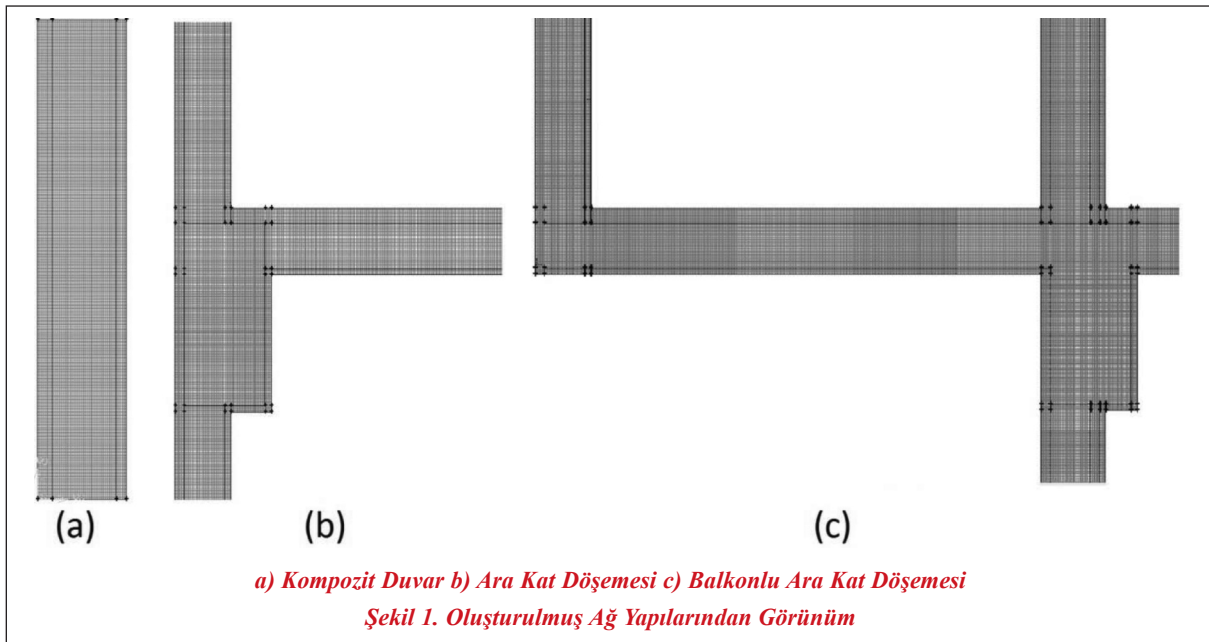 (a)
(b)
(c)
a) Kompozit Duvar b) Ara Kat Döşemesi c) Balkonlu Ara Kat Döşemesi
Şekil 1. Oluşturulmuş Ağ Yapılarından Görünüm